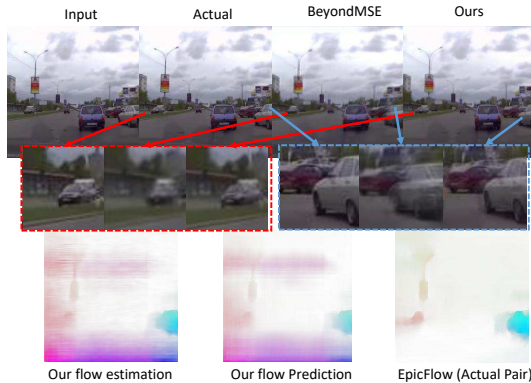 Input Actual BeyondMSE Ours
Our flow estimation Our flow Prediction EpicFlow (Actual Pair)